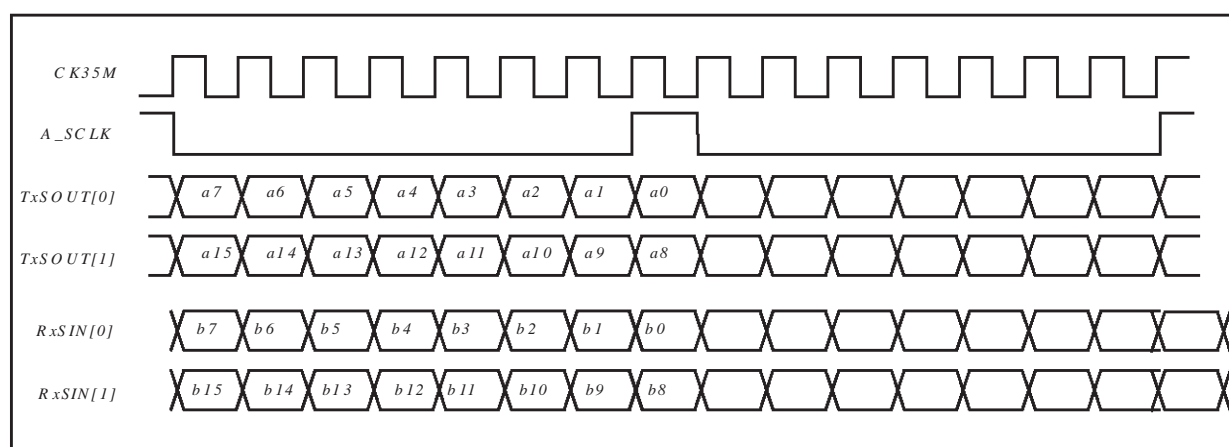 CK35M
A_SCLK
TxSOUT[0] a7 a6 a5 a4 a3 a2 a1 a0
TxSOUT[1] a15 a14 a13 a12 a11 a10 a9 a8
RxSIN[0] b7 b6 b5 b4 b3 b2 b1 b0
RxSIN[1] b15 b14 b13 b12 b11 b10 b9 b8